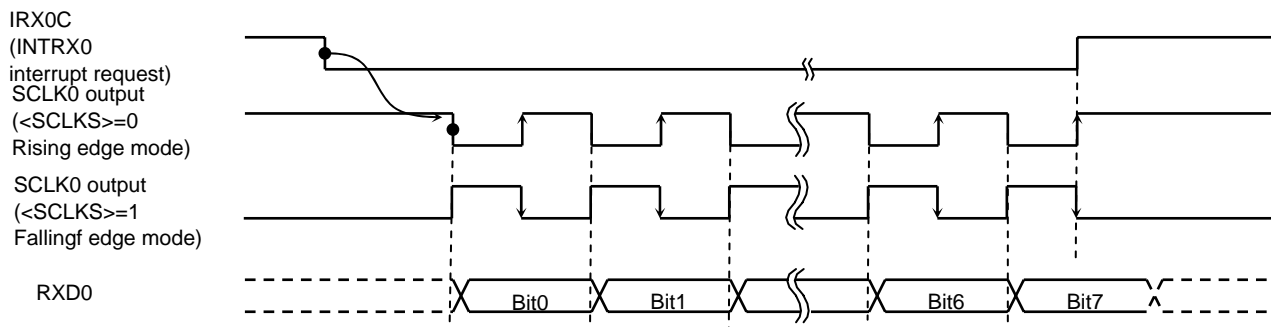 IRX0C
(INTRX0
interrupt request)
SCLK0 output
(<SCLKS>=0
Rising edge mode)
SCLK0 output
(<SCLKS>=1
Fallingf edge mode)
RXD0
Bit0
Bit1
Bit6
Bit7